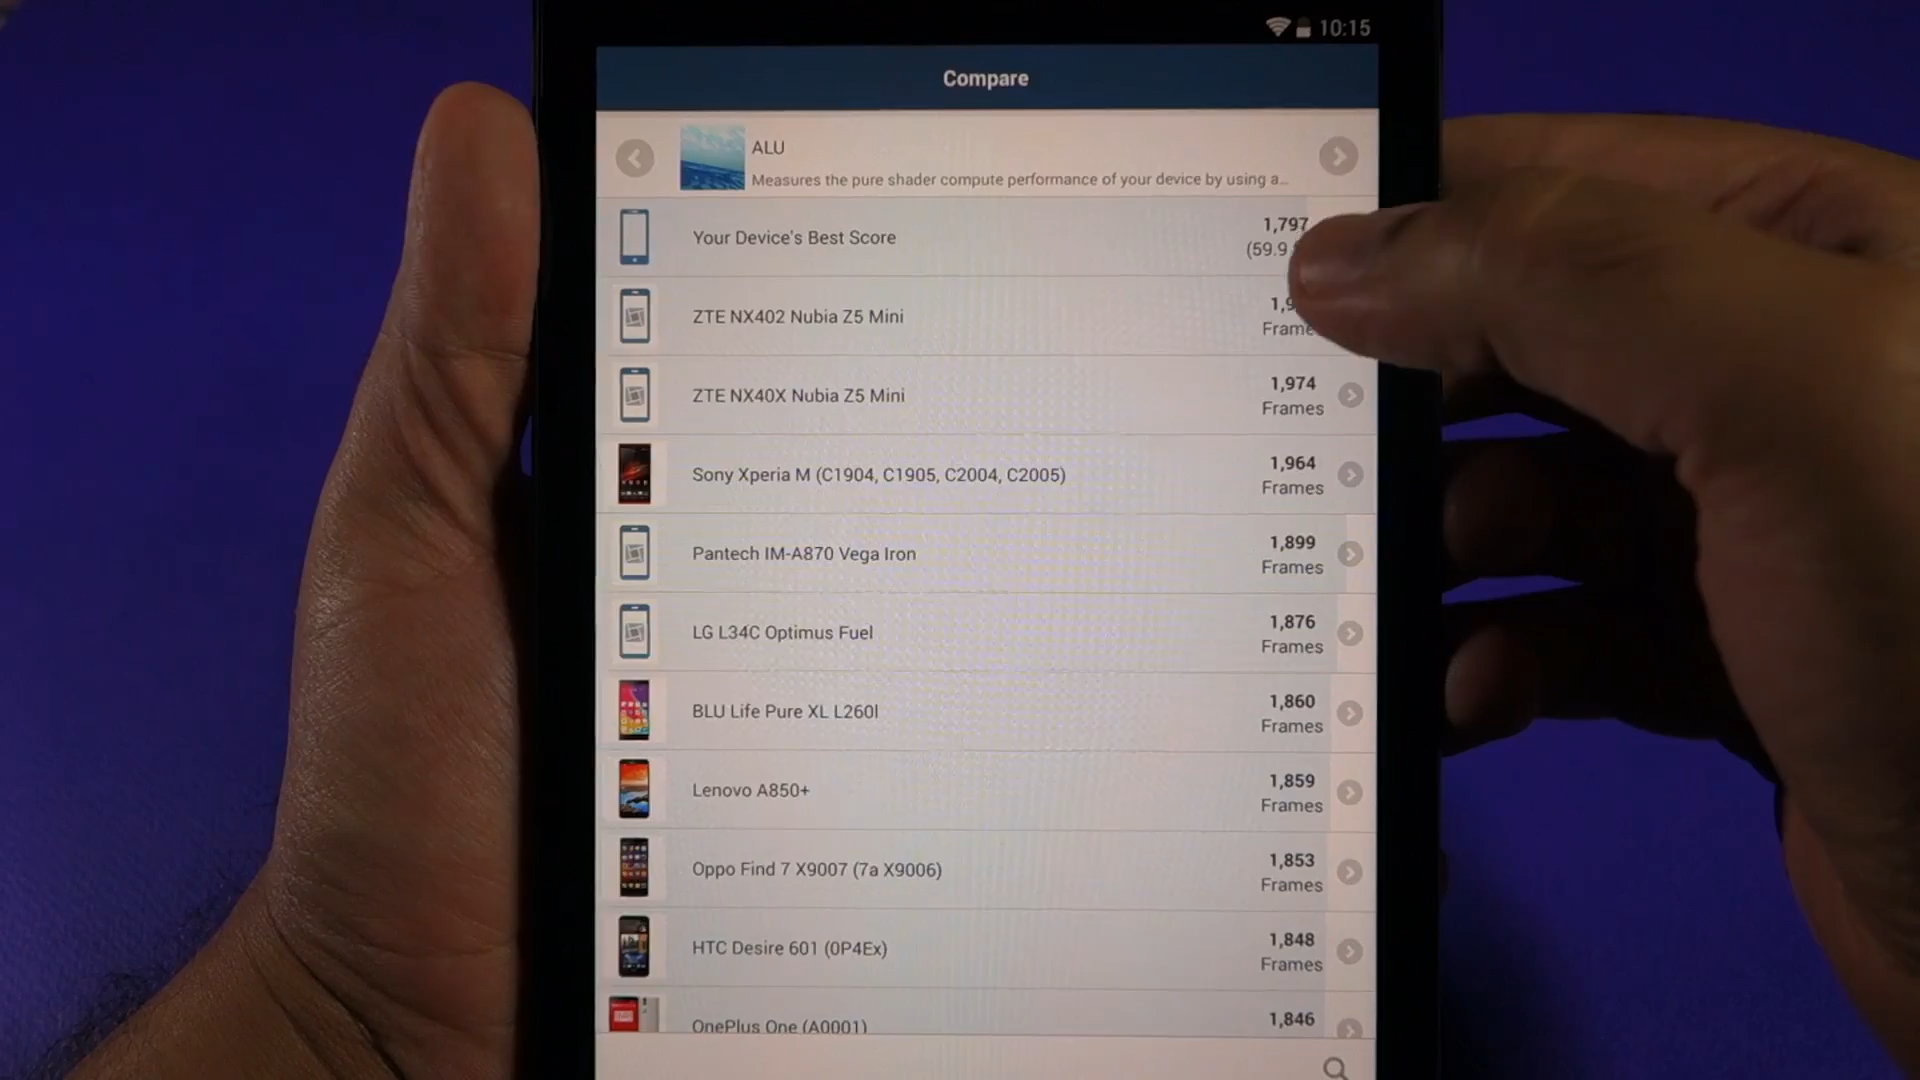 10:15
Compare
ALU
Measures the pure shader compute performance of your device by using a...
Your Device's Best Score
1,797
(59.9
ZTE NX402 Nubia Z5 Mini
Frame
ZTE NX40X Nubia Z5 Mini
1,974
Frames
Sony Xperia M (C1904, C1905, C2004, C2005)
1,964
Frames
Pantech IM-A870 Vega Iron
1,899
Frames
LG L34C Optimus Fuel
1,876
Frames
BLU Life Pure XL L260l
1,860
Frames
Lenovo A850+
1,859
Frames
Oppo Find 7 X9007 (7a X9006)
1,853
Frames
HTC Desire 601 (0P4Ex)
1,848
Frames
OnePlus One (A0001)
1,846